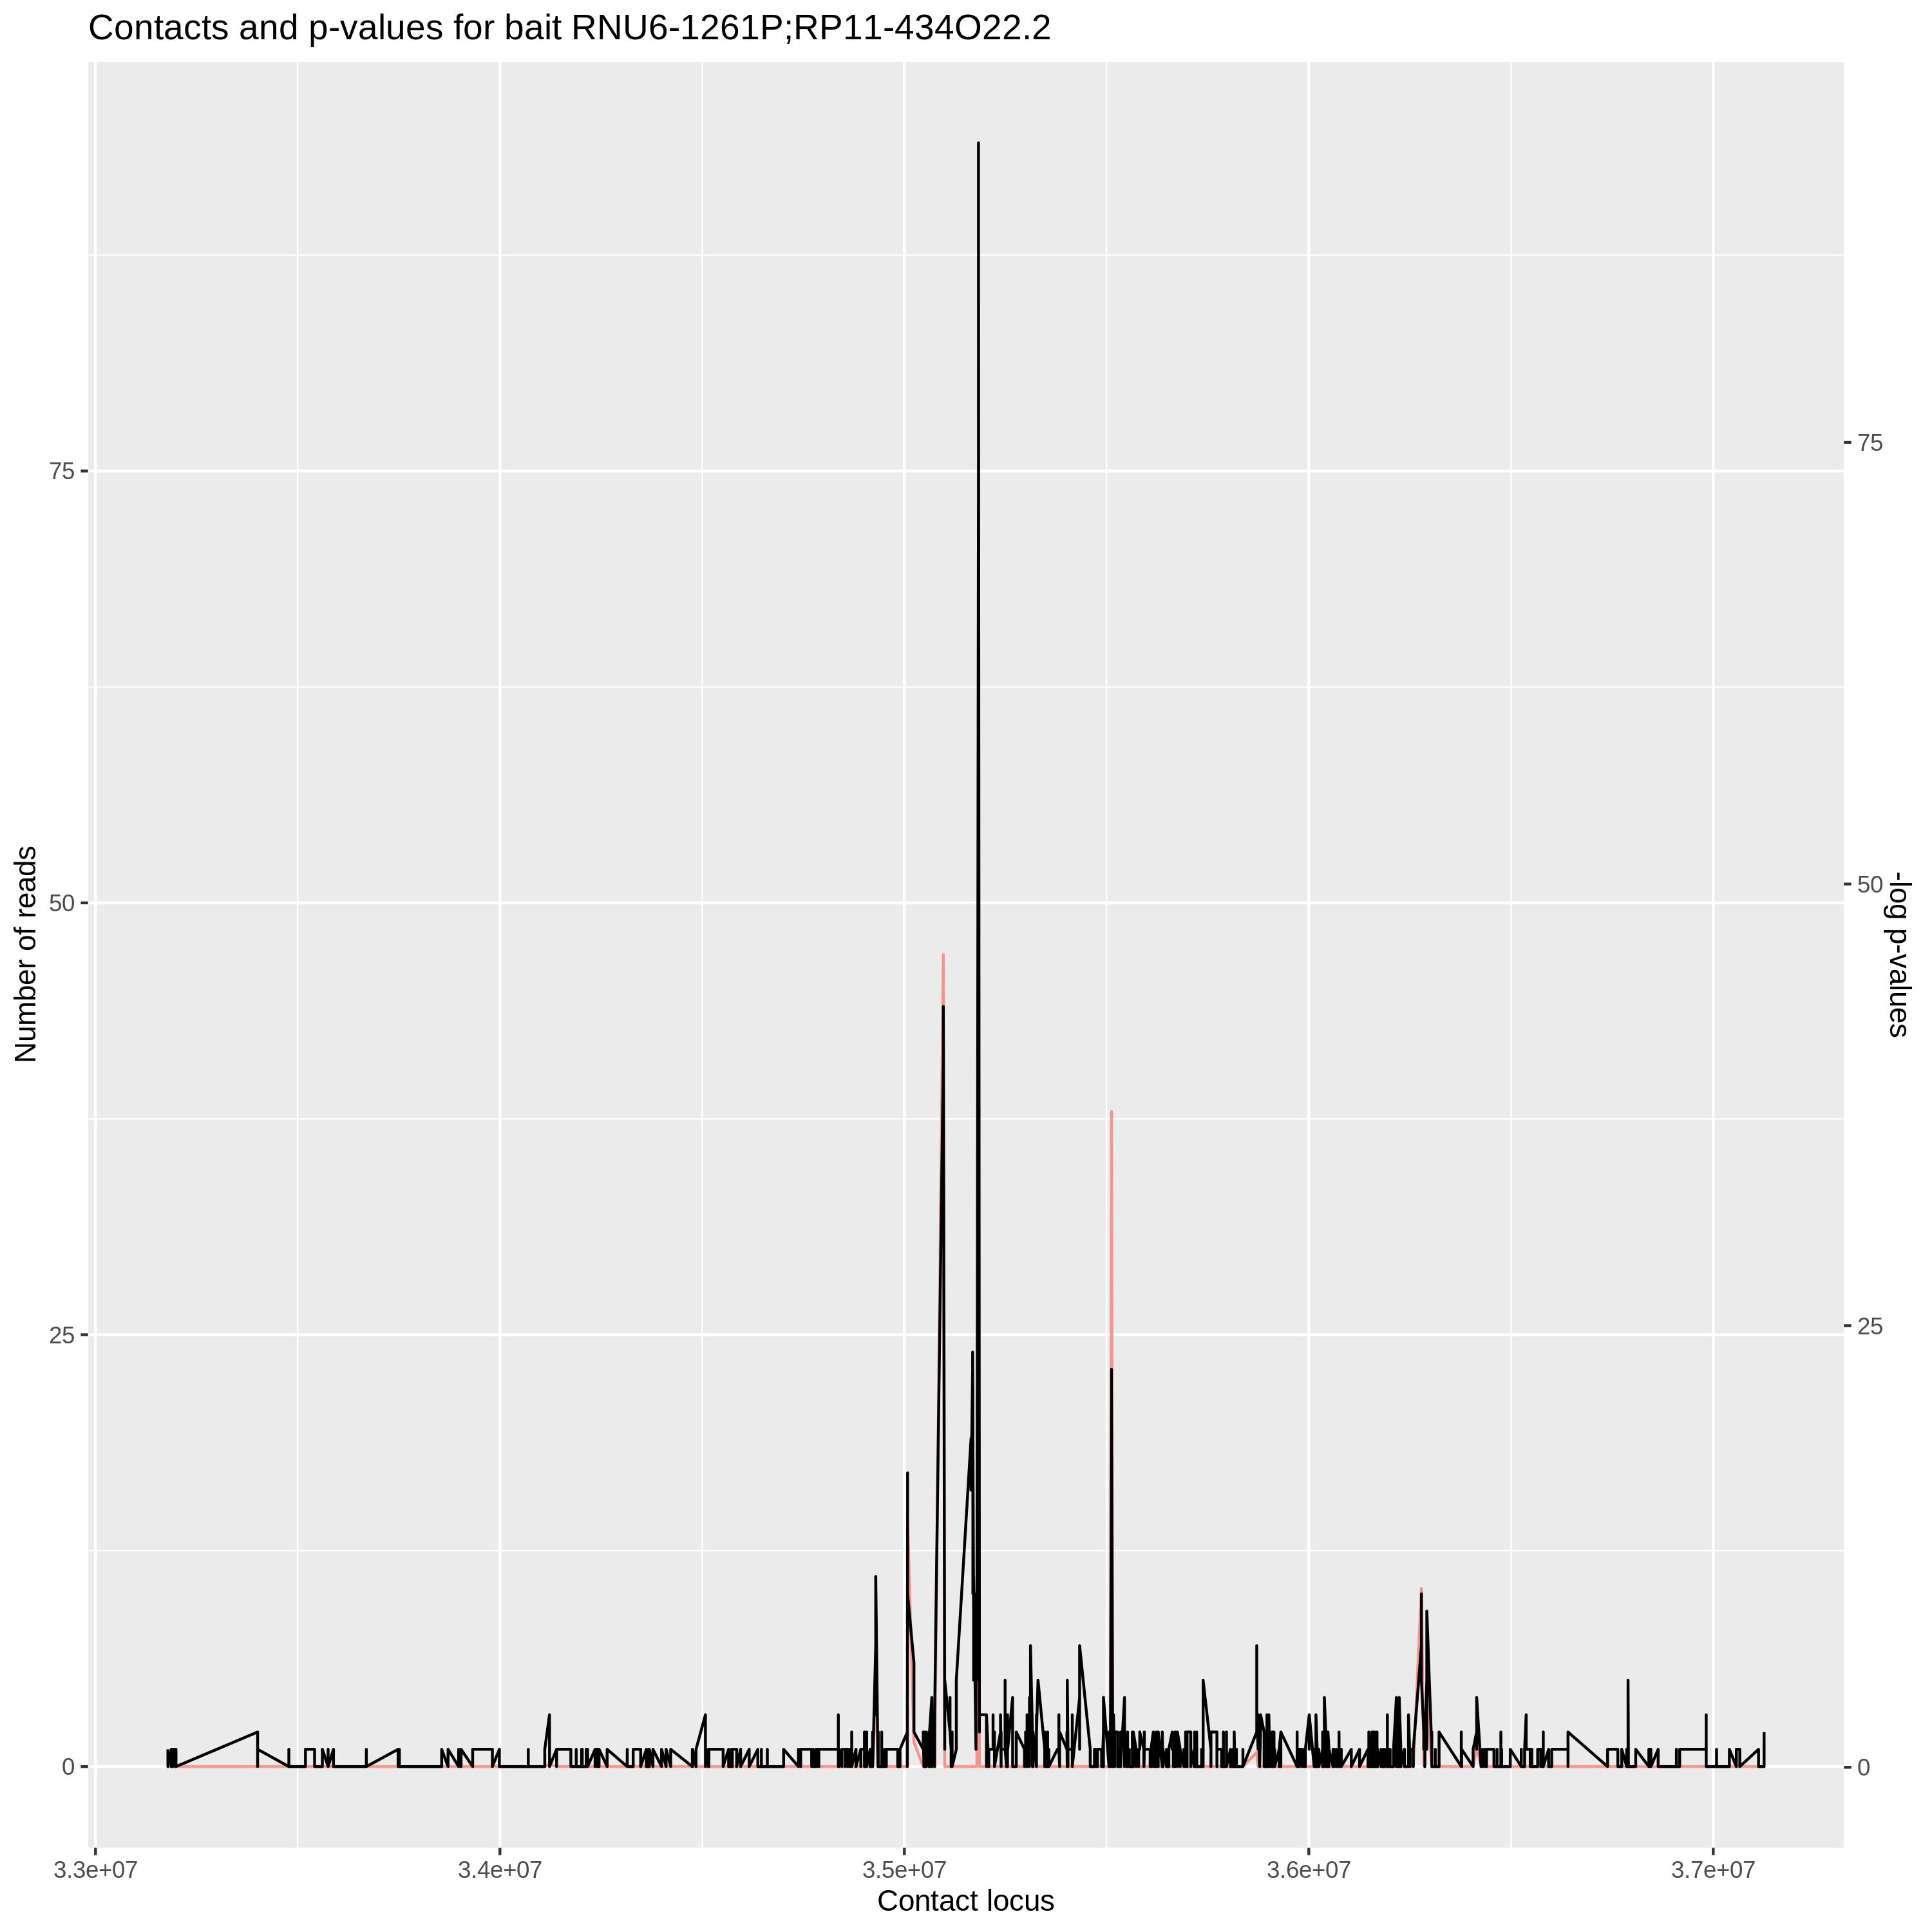 Contacts and p-values for bait RNU6-1261P;RP11-434O22.2
75
50
25
0
Number of reads
75
50
25
0
-log p-values
3.3e+07 3.4e+07 3.5e+07 3.6e+07 3.7e+07
Contact locus